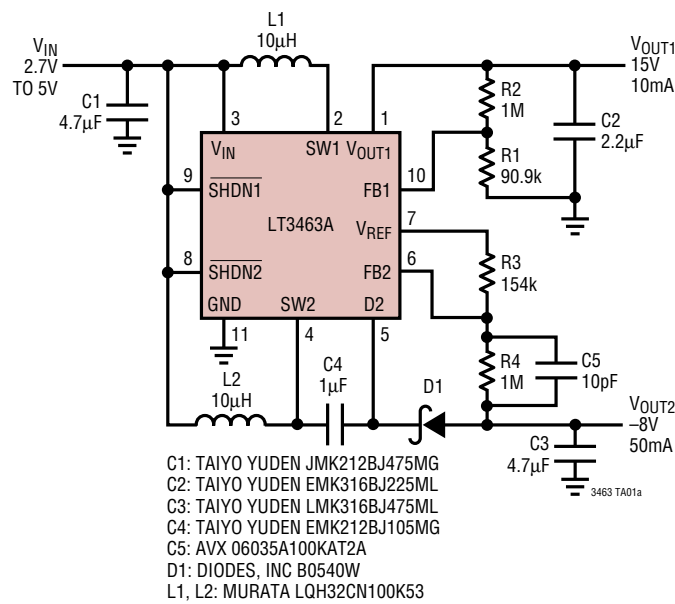 L1
10µH
V_IN
2.7V
TO 5V
C1
4.7µF
3
2
1
V_IN
SW1
V_OUT1
9
SHDN1
LT3463A
8
SHDN2
GND
SW2
D2
11
4
5
FB1
10
V_REF
7
FB2
6
R2
1M
R1
90.9k
C2
2.2µF
V_OUT1
15V
10mA
R3
154k
R4
1M
C5
10pF
L2
10µH
C4
1µF
D1
C3
4.7µF
V_OUT2
–8V
50mA
3463 TA01a
C1: TAIYO YUDEN JMK212BJ475MG
C2: TAIYO YUDEN EMK316BJ225ML
C3: TAIYO YUDEN LMK316BJ475ML
C4: TAIYO YUDEN EMK212BJ105MG
C5: AVX 06035A100KAT2A
D1: DIODES, INC B0540W
L1, L2: MURATA LQH32CN100K53